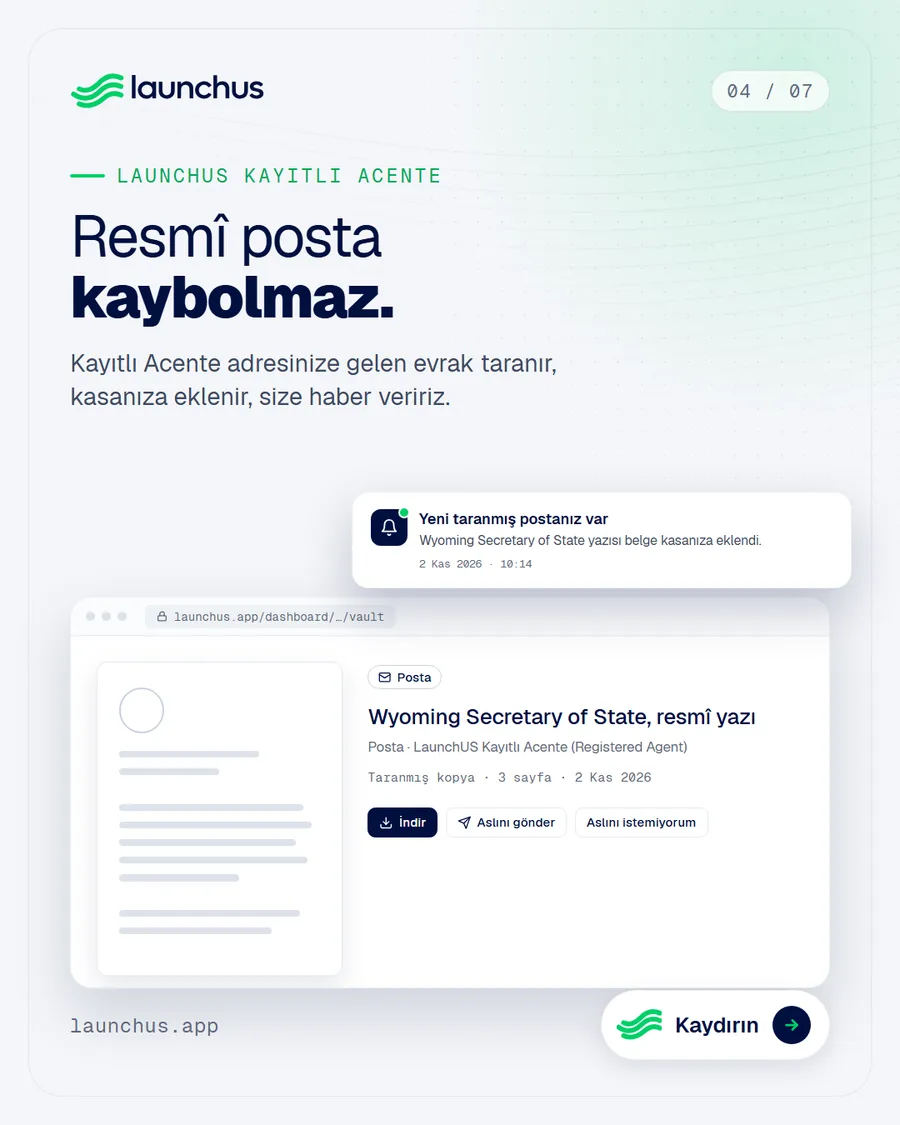 launchus
04 / 07
LAUNCHUS KAYITLI ACENTE
Resmî posta
kaybolmaz.
Kayıtlı Acente adresinize gelen evrak taranır,
kasanıza eklenir, size haber veririz.
Yeni taranmış postanız var
Wyoming Secretary of State yazısı belge kasanıza eklendi.
2 Kas 2026 · 10:14
launchus.app/dashboard/…/vault
Posta
Wyoming Secretary of State, resmî yazı
Posta · LaunchUS Kayıtlı Acente (Registered Agent)
Taranmış kopya · 3 sayfa · 2 Kas 2026
İndir
Aslını gönder
Aslını istemiyorum
launchus.app
Kaydırın